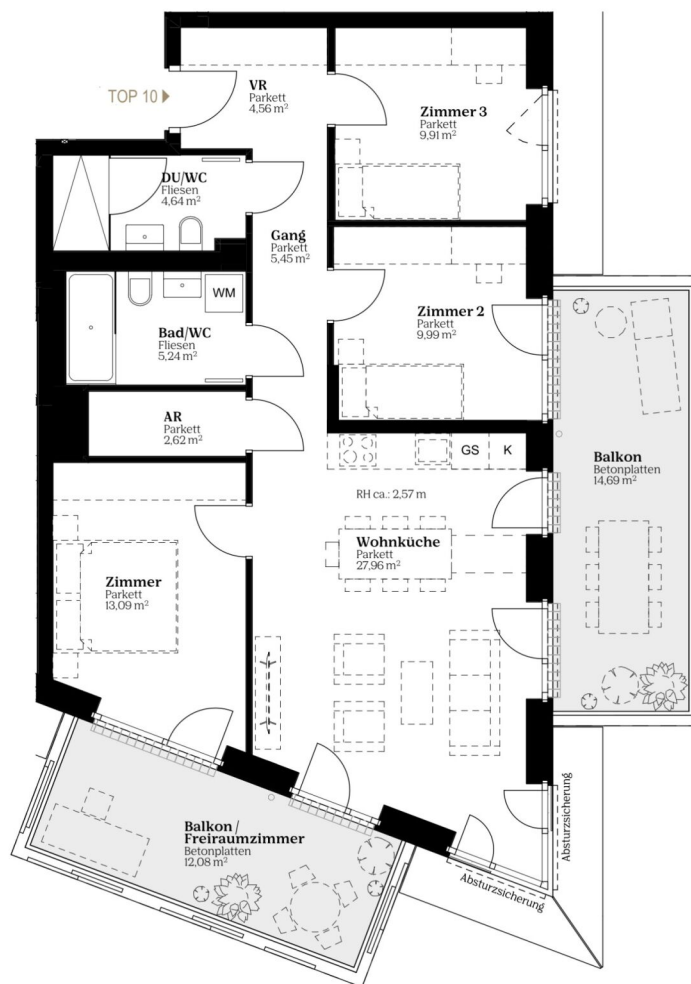 TOP 10
VR
Parkett
4,56 m²
Zimmer 3
Parkett
9,91 m²
DU/WC
Fliesen
4,64 m²
Gang
Parkett
5,45 m²
WM
Bad/WC
Fliesen
5,24 m²
Zimmer 2
Parkett
9,99 m²
AR
Parkett
2,62 m²
GS
K
Balkon
Betonplatten
14,69 m²
RH ca.: 2,57 m
Wohnküche
Parkett
27,96 m²
Zimmer
Parkett
13,09 m²
Balkon /
Freiraumzimmer
Betonplatten
12,08 m²
Absturzsicherung
Absturzsicherung